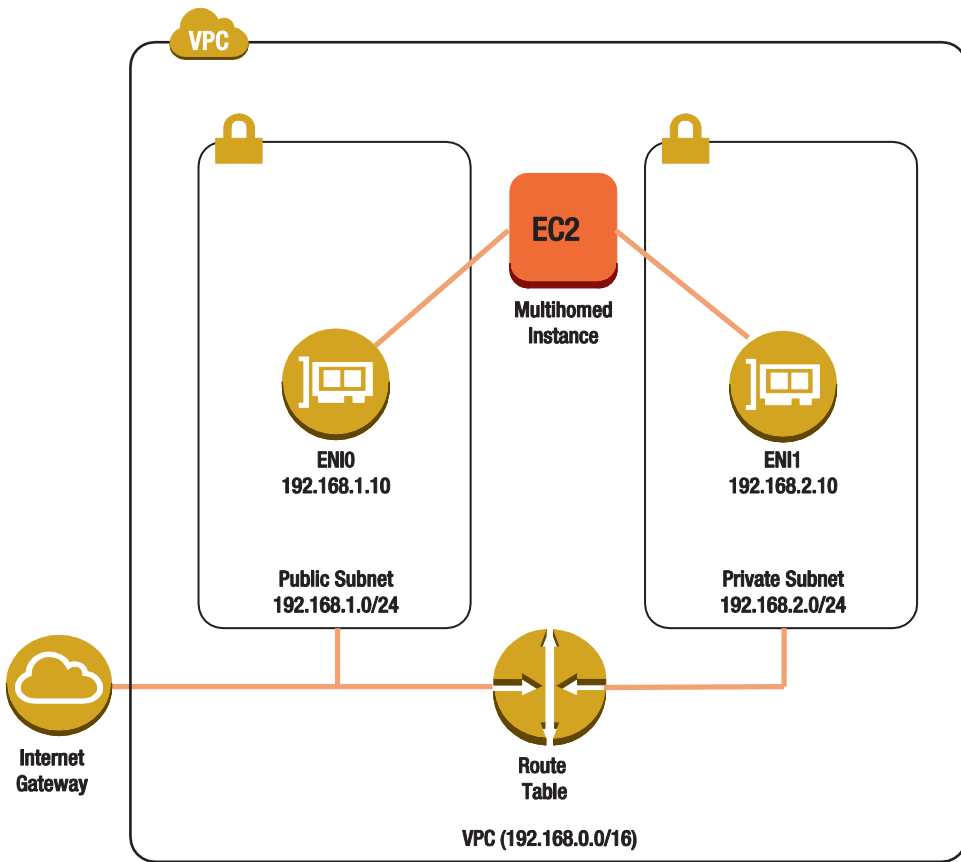 VPC
EC2
Multihomed
Instance
ENI0
192.168.1.10
ENI1
192.168.2.10
Public Subnet
192.168.1.0/24
Private Subnet
192.168.2.0/24
Internet
Gateway
Route
Table
VPC (192.168.0.0/16)